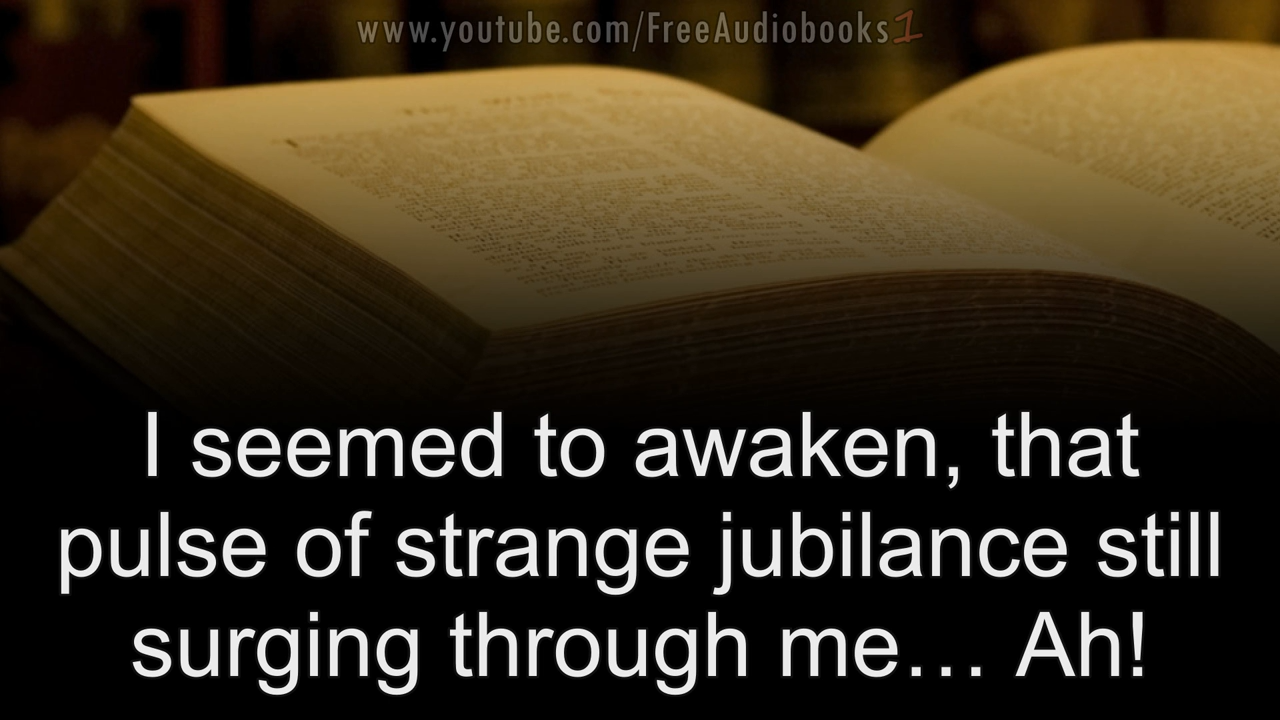 www.youtube.com/FreeAudiobooks1
I seemed to awaken, that
pulse of strange jubilance still
surging through me… Ah!